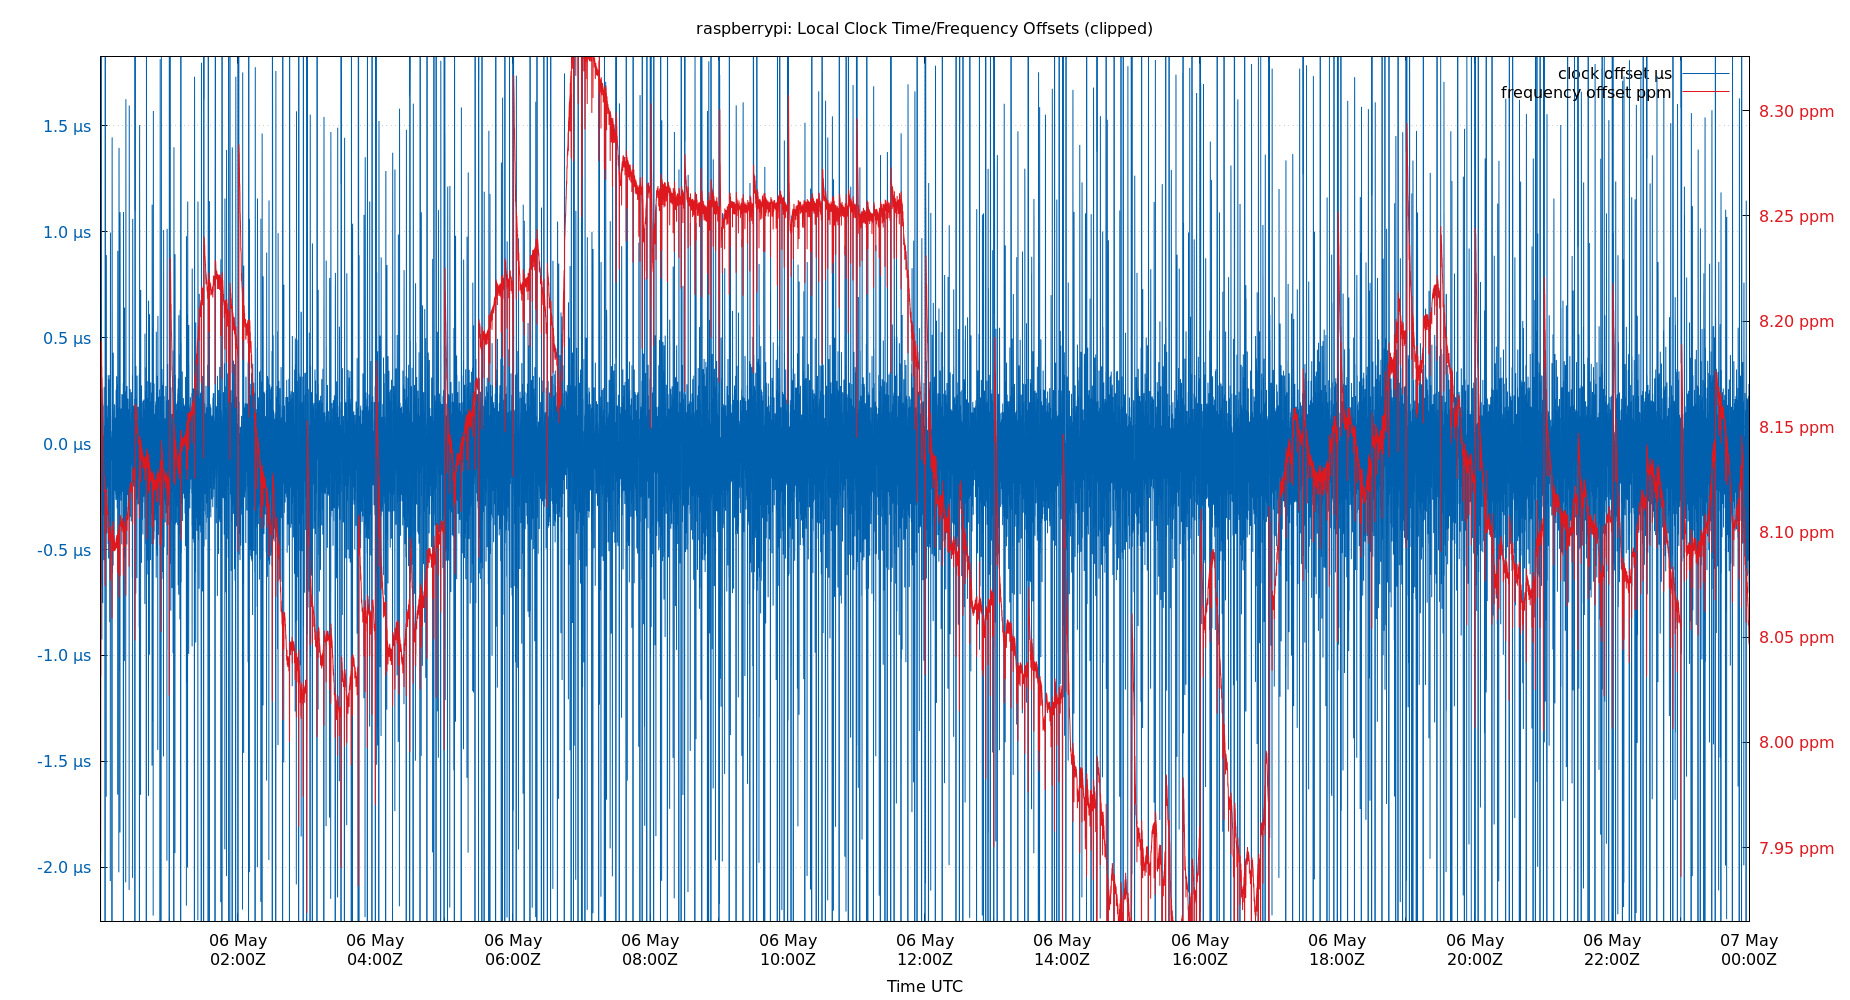 raspberrypi: Local Clock Time/Frequency Offsets (clipped)
clock offset µs
frequency offset ppm
1.5 µs
1.0 µs
0.5 µs
0.0 µs
-0.5 µs
-1.0 µs
-1.5 µs
-2.0 µs
8.30 ppm
8.25 ppm
8.20 ppm
8.15 ppm
8.10 ppm
8.05 ppm
8.00 ppm
7.95 ppm
06 May 06 May 06 May 06 May 06 May 06 May 06 May 06 May 06 May 06 May 06 May 07 May
02:00Z 04:00Z 06:00Z 08:00Z 10:00Z 12:00Z 14:00Z 16:00Z 18:00Z 20:00Z 22:00Z 00:00Z
Time UTC